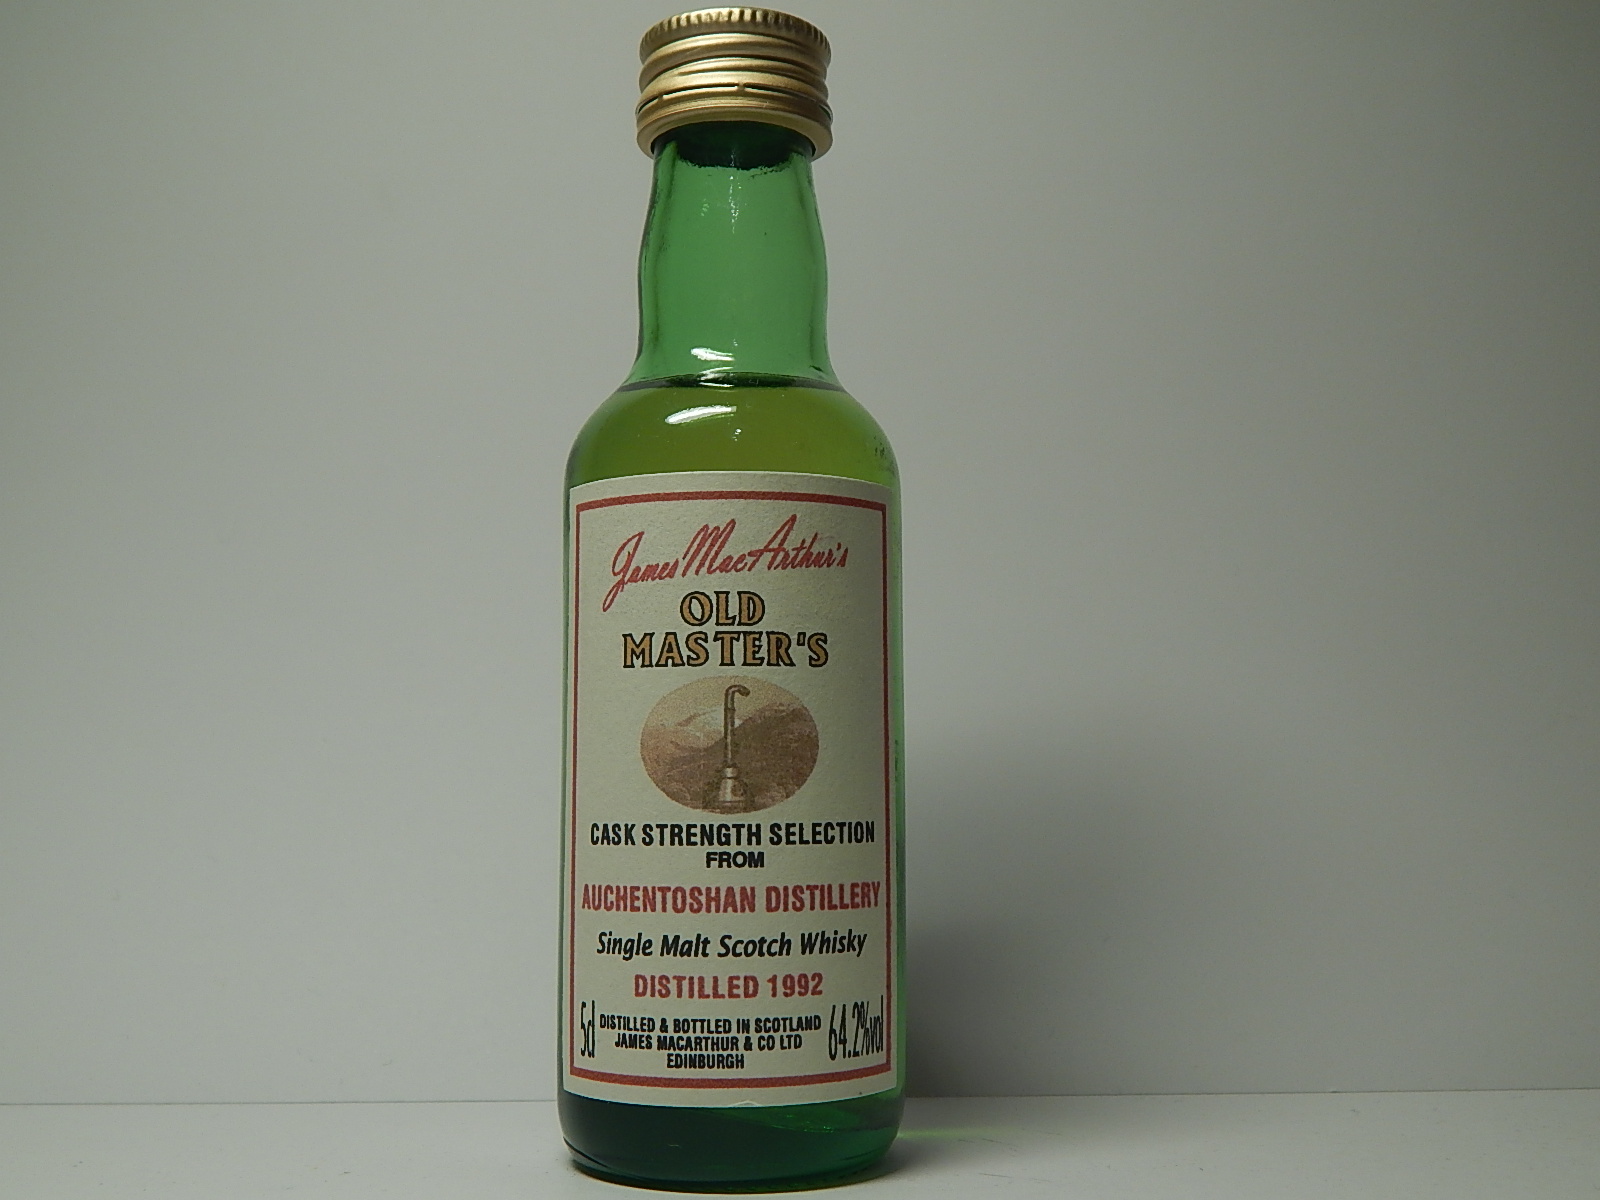 James MacArthur's
OLD
MASTER'S
CASK STRENGTH SELECTION
FROM
AUCHENTOSHAN DISTILLERY
Single Malt Scotch Whisky
DISTILLED 1992
5cl
DISTILLED & BOTTLED IN SCOTLAND
JAMES MACARTHUR & CO LTD
EDINBURGH
64.2%vol